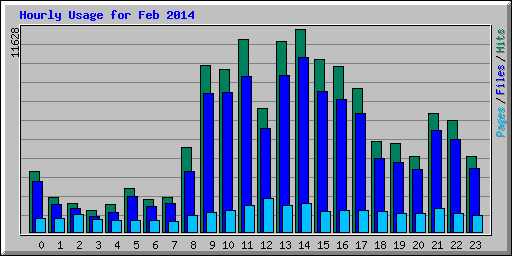 Hourly Usage for Feb 2014
11628
Pages / Files / Hits
0 1 2 3 4 5 6 7 8 9 10 11 12 13 14 15 16 17 18 19 20 21 22 23